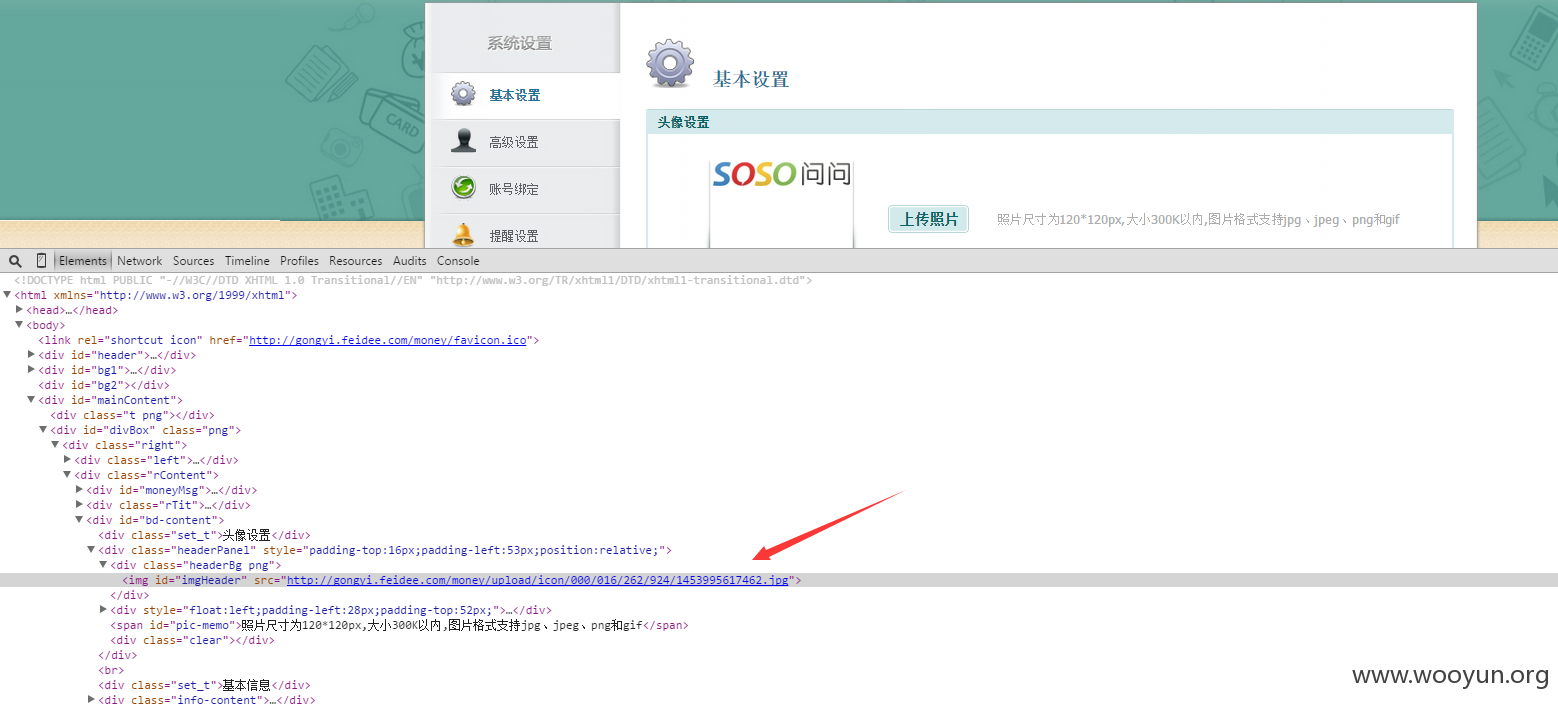 系统设置
基本设置
高级设置
账号绑定
提醒设置
CARD
基本设置
头像设置
SOSO 问问
上传照片
照片尺寸为120*120px,大小300K以内,图片格式支持jpg、jpeg、png和gif
Elements Network Sources Timeline Profiles Resources Audits Console
<!DOCTYPE html PUBLIC "-//W3C//DTD XHTML 1.0 Transitional//EN" "http://www.w3.org/TR/xhtml1/DTD/xhtml1-transitional.dtd">
<html xmlns="http://www.w3.org/1999/xhtml">
<head>…</head>
<body>
<link rel="shortcut icon" href="http://gongyi.feidee.com/money/favicon.ico">
<div id="header">…</div>
<div id="bg1">…</div>
<div id="bg2"></div>
<div id="mainContent">
<div class="t png"></div>
<div id="divBox" class="png">
<div class="right">
<div class="left">…</div>
<div class="rContent">
<div id="moneyMsg">…</div>
<div class="rTit">…</div>
<div id="bd-content">
<div class="set_t">头像设置</div>
<div class="headerPanel" style="padding-top:16px;padding-left:53px;position:relative;">
<div class="headerBg png">
<img id="imgHeader" src="http://gongyi.feidee.com/money/upload/icon/000/016/262/924/1453995617462.jpg">
</div>
<div style="float:left;padding-left:28px;padding-top:52px;">…</div>
<span id="pic-memo">照片尺寸为120*120px,大小300K以内,图片格式支持jpg、jpeg、png和gif</span>
<div class="clear"></div>
</div>
<br>
<div class="set_t">基本信息</div>
<div class="info-content">…</div>
www.wooyun.org